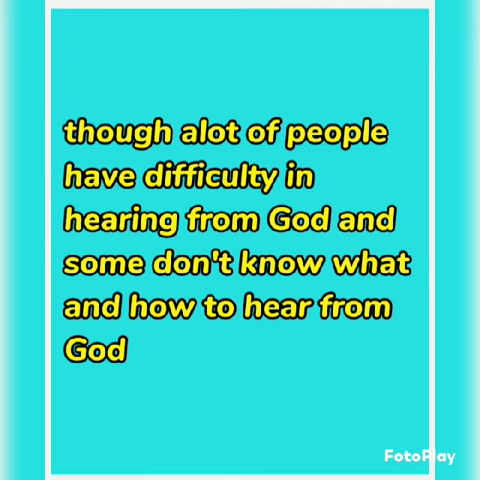 though alot of people
have difficulty in
hearing from God and
some don't know what
and how to hear from
God
FotoPlay